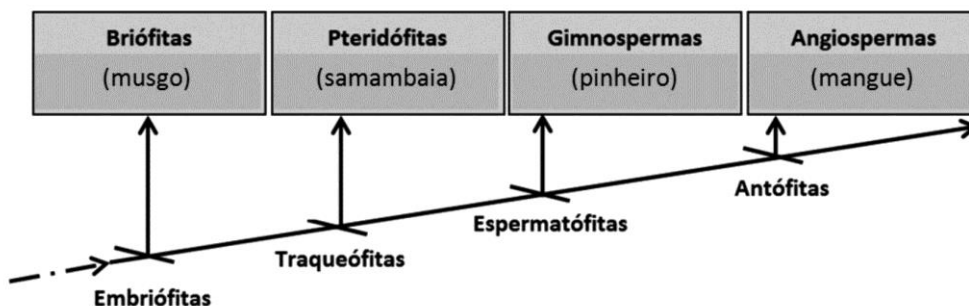 Briófitas
(musgo)
Pteridófitas
(samambaia)
Gimnospermas
(pinheiro)
Angiospermas
(mangue)
Antófitas
Espermatófitas
Traqueófitas
Embriófitas